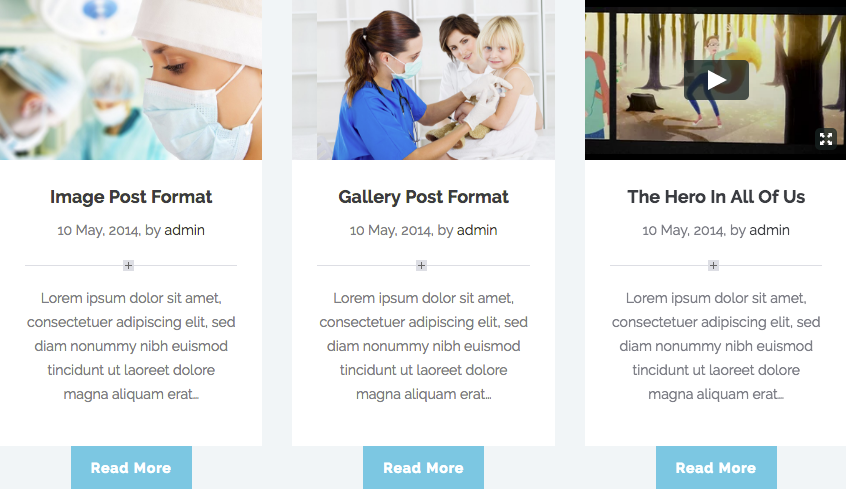 Image Post Format
10 May, 2014, by admin
Lorem ipsum dolor sit amet,
consectetuer adipiscing elit, sed
diam nonummy nibh euismod
tincidunt ut laoreet dolore
magna aliquam erat…
Read More
Gallery Post Format
10 May, 2014, by admin
Lorem ipsum dolor sit amet,
consectetuer adipiscing elit, sed
diam nonummy nibh euismod
tincidunt ut laoreet dolore
magna aliquam erat…
Read More
The Hero In All Of Us
10 May, 2014, by admin
Lorem ipsum dolor sit amet,
consectetuer adipiscing elit, sed
diam nonummy nibh euismod
tincidunt ut laoreet dolore
magna aliquam erat…
Read More